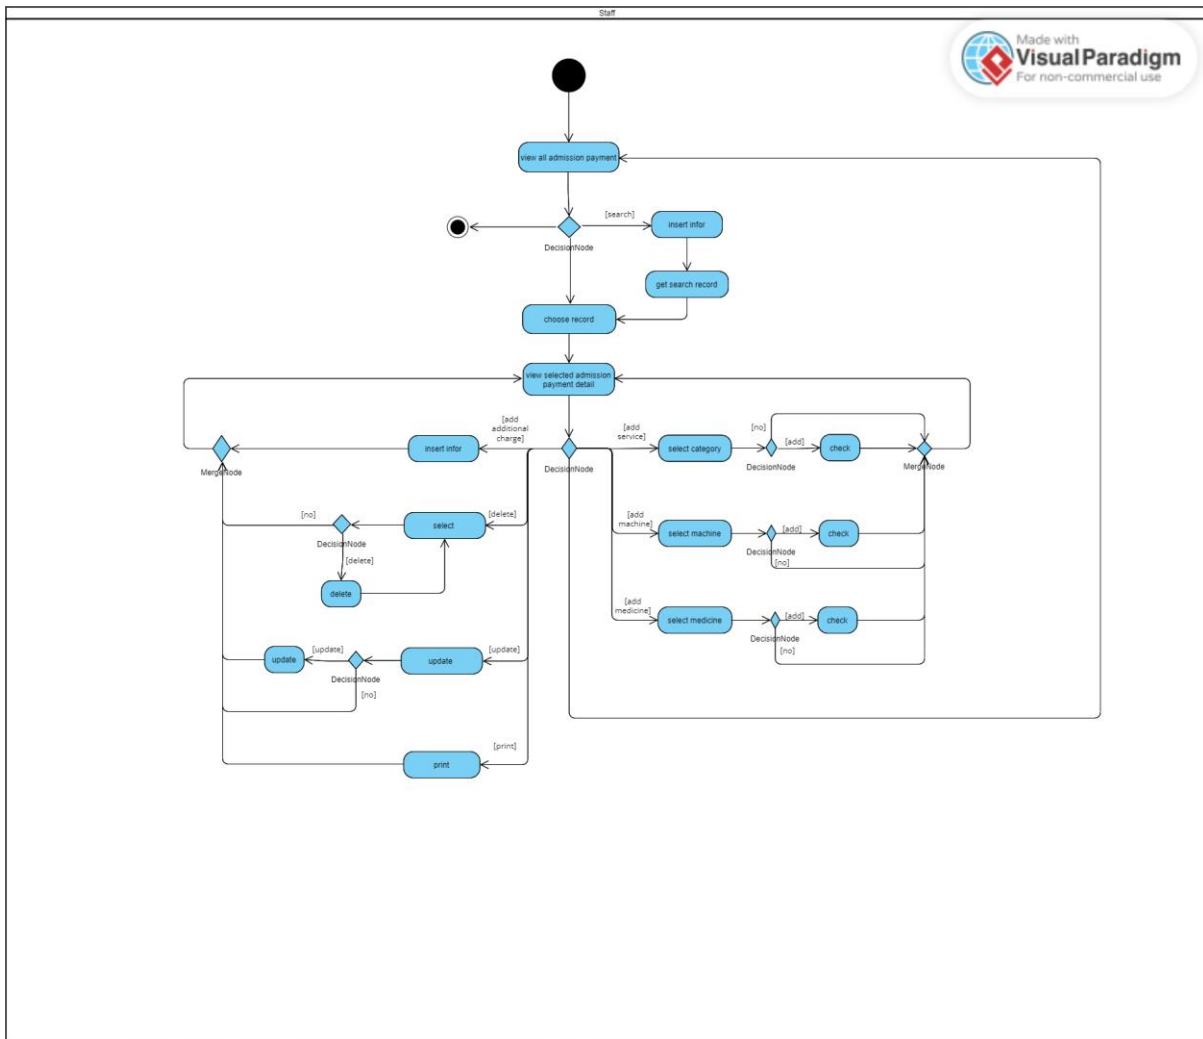 Staff
Made with
Visual Paradigm
For non-commercial use
view all admission payment
[search]
insert infor
DecisionNode
get search record
choose record
view selected admission
payment detail
[add
additional
charge]
insert infor
MergeNode
DecisionNode
[add
service]
select category
[no]
DecisionNode
[add]
check
MergeNode
[no]
DecisionNode
[delete]
select
[delete]
delete
[add
machine]
select machine
DecisionNode
[add]
check
[no]
[add
medicine]
select medicine
DecisionNode
[add]
check
[no]
update
[update]
DecisionNode
[no]
update
[update]
print
[print]